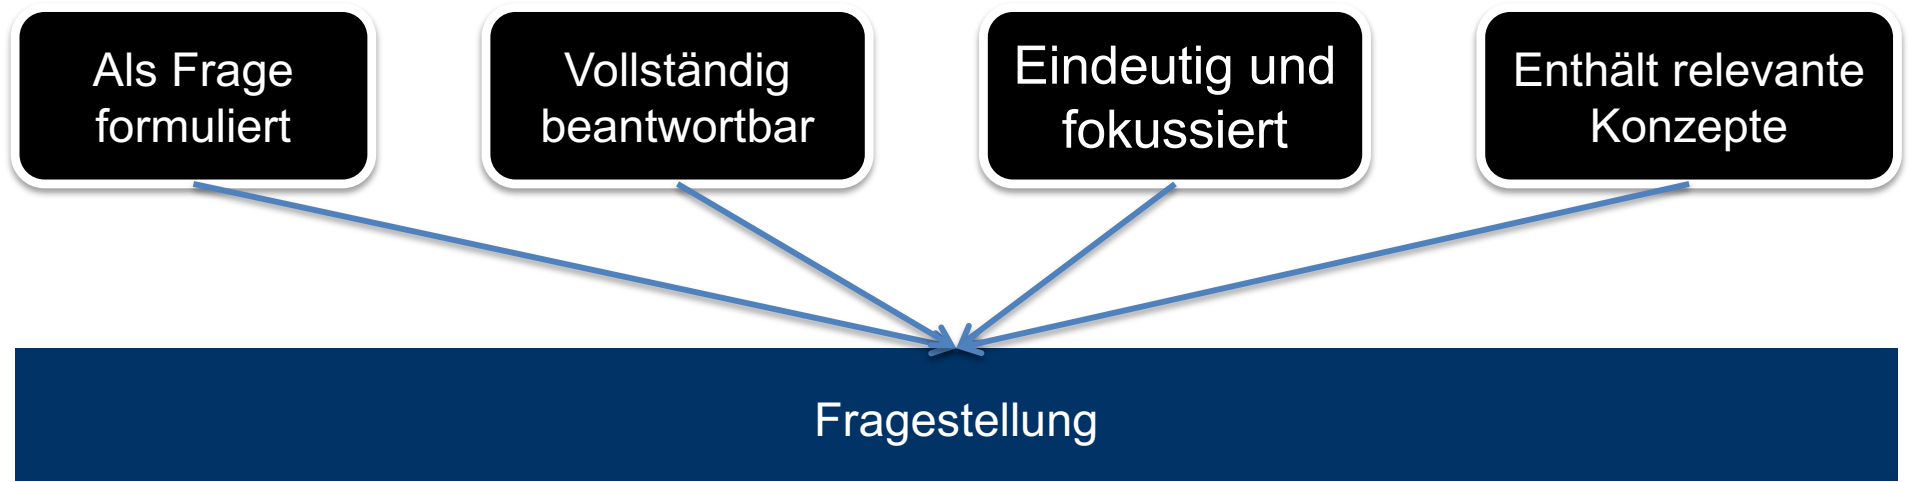 Als Frage
formuliert
Vollständig
beantwortbar
Eindeutig und
fokussiert
Enthält relevante
Konzepte
Fragestellung